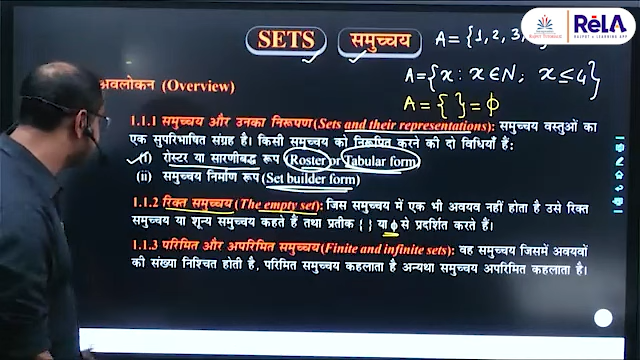 SETS समुच्चय A = {1, 2, 3,
A = {x : x ∈ N; x ≤ 4}
A = { } = ϕ
अवलोकन (Overview)
1.1.1 समुच्चय और उनका निरूपण (Sets and their representations): समुच्चय वस्तुओं का
एक सुपरिभाषित संग्रह है। किसी समुच्चय को निरूपित करने की दो विधियाँ हैं:
(i) रोस्टर या सारणीबद्ध रूप (Roster or Tabular form)
(ii) समुच्चय निर्माण रूप (Set builder form)
1.1.2 रिक्त समुच्चय (The empty set): जिस समुच्चय में एक भी अवयव नहीं होता है उसे रिक्त
समुच्चय या शून्य समुच्चय कहते हैं तथा प्रतीक { } या ϕ से प्रदर्शित करते हैं।
1.1.3 परिमित और अपरिमित समुच्चय (Finite and infinite sets): वह समुच्चय जिसमें अवयवों
की संख्या निश्चित होती है, परिमित समुच्चय कहलाता है अन्यथा समुच्चय अपरिमित कहलाता है।
RELA